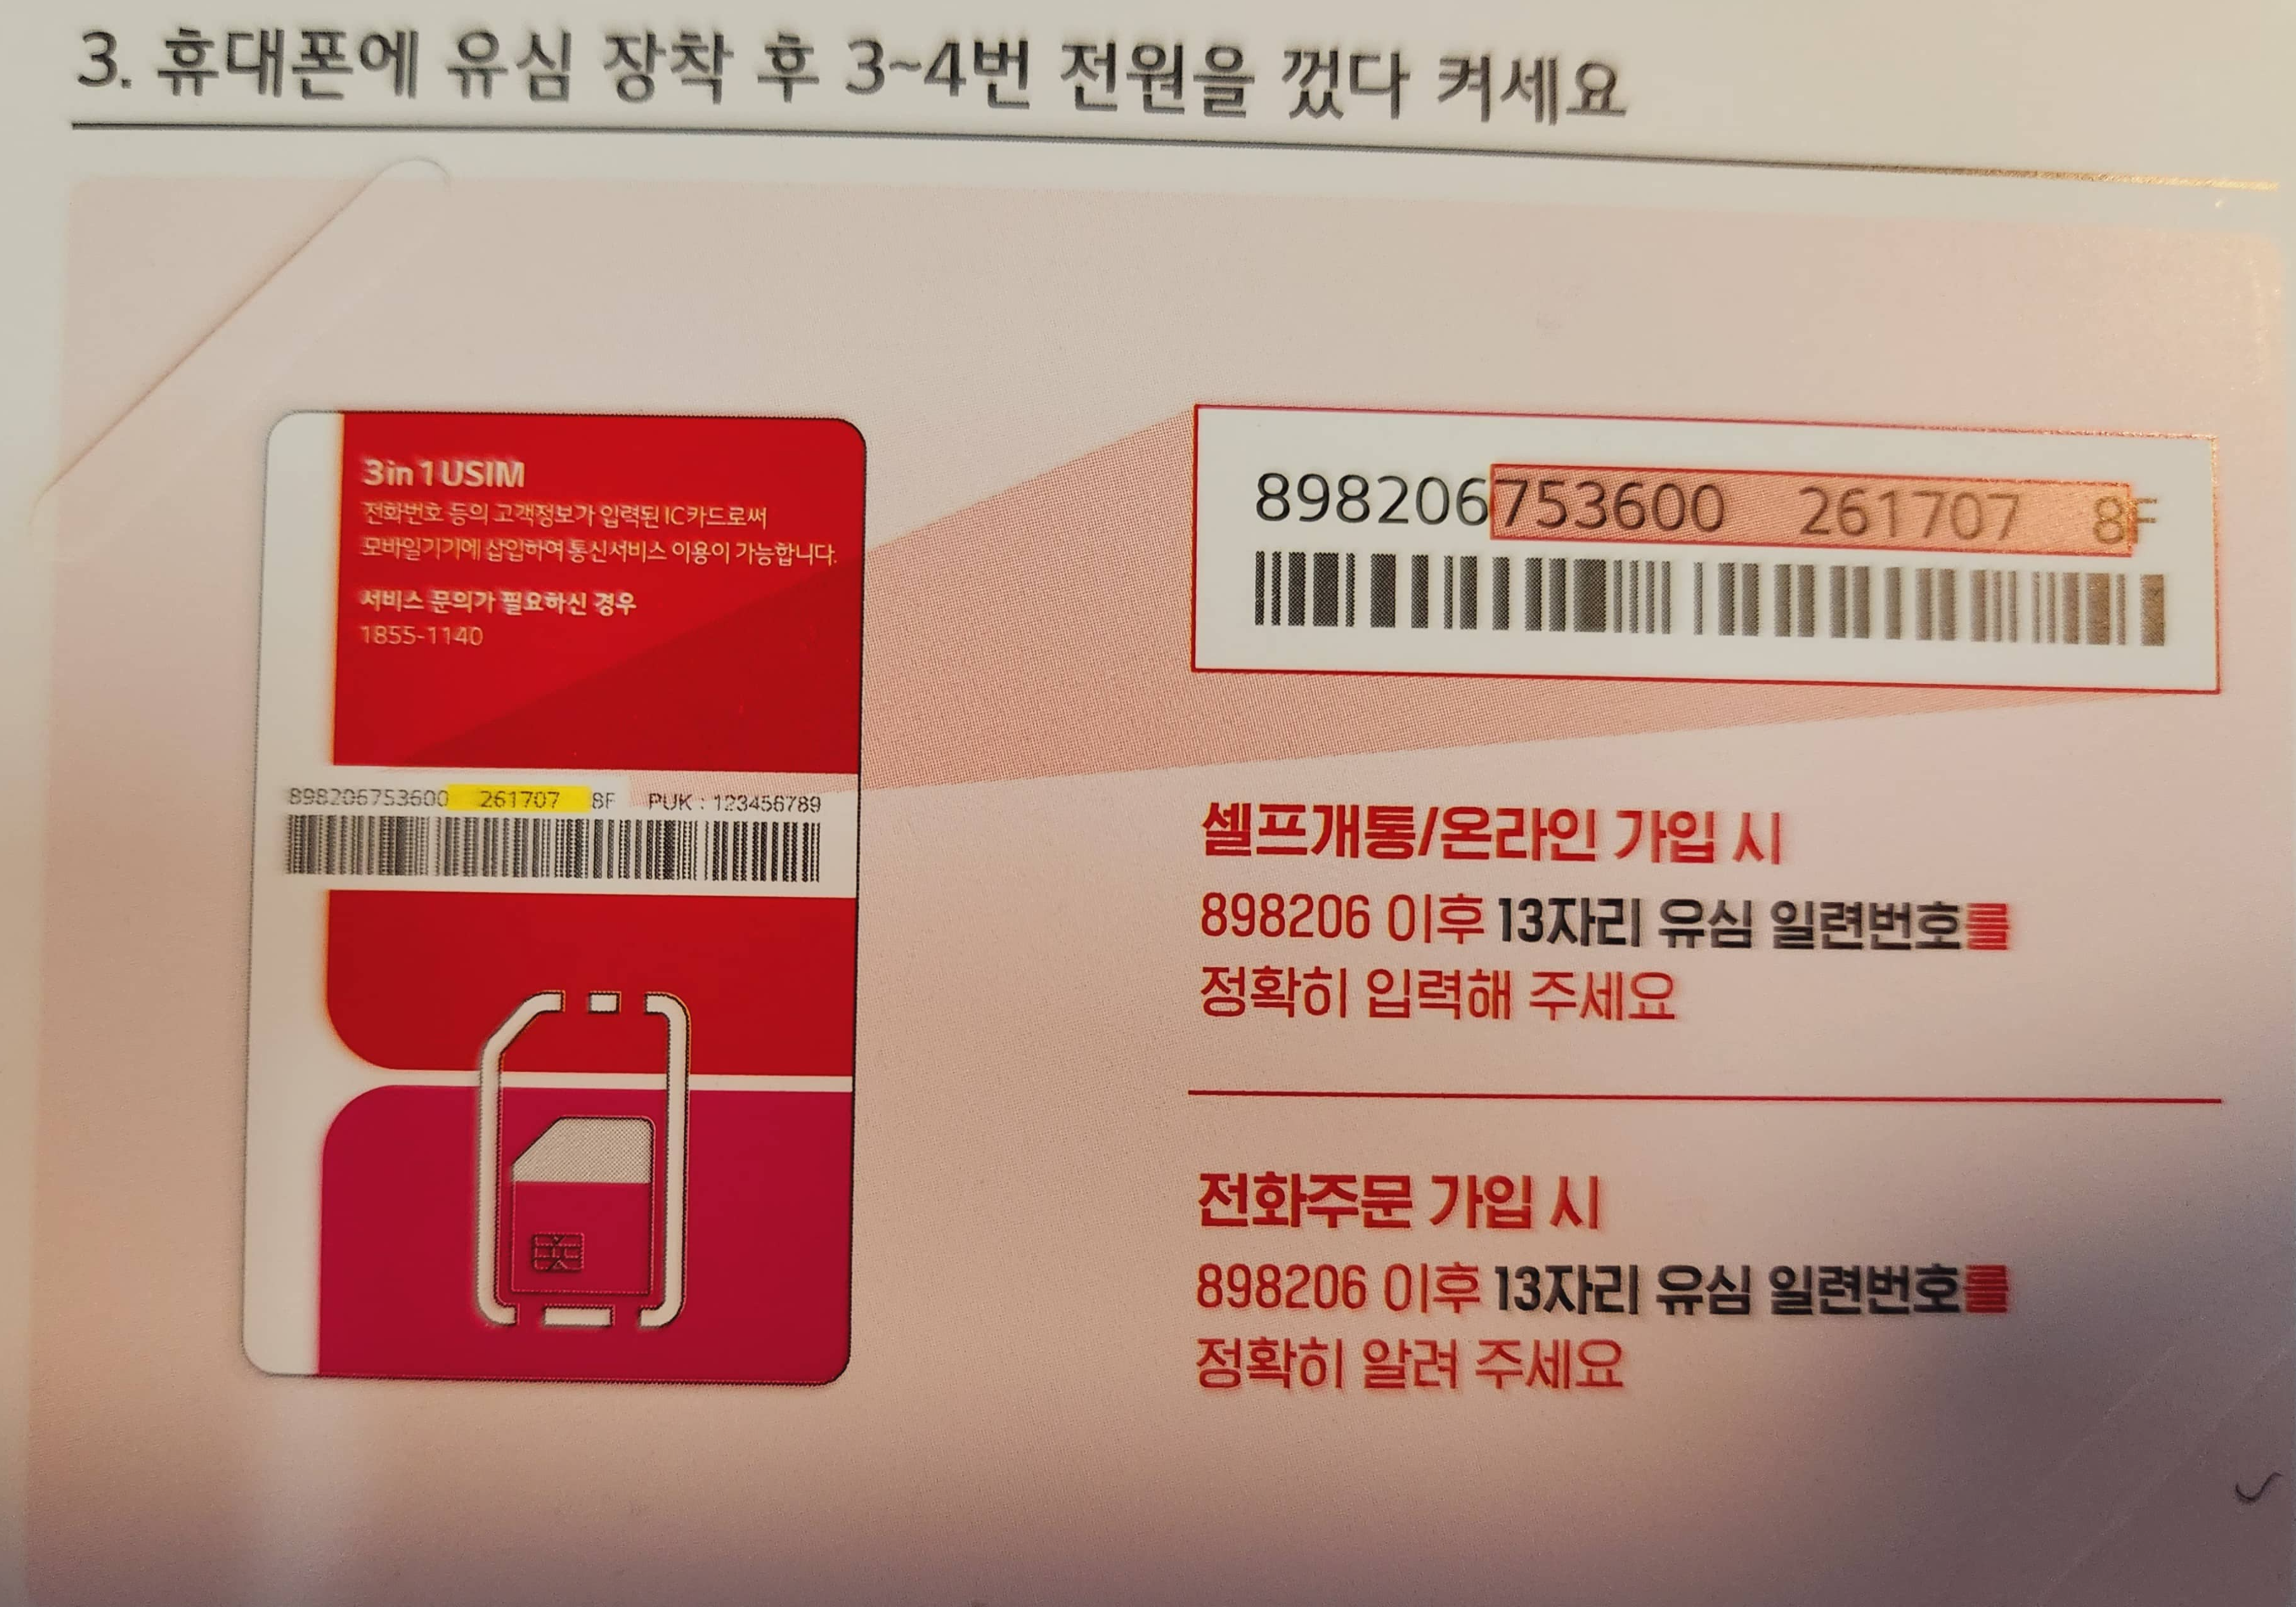 3. 휴대폰에 유심 장착 후 3~4번 전원을 껐다 켜세요
3 in 1 USIM
전화번호 등의 고객정보가 입력된 IC카드로써
모바일기기에 삽입하여 통신서비스 이용이 가능합니다.
서비스 문의가 필요하신 경우
1855-1140
898206753600 261707 8F PUK : 123456789
898206753600 261707 8F
셀프개통/온라인 가입 시
898206 이후 13자리 유심 일련번호를
정확히 입력해 주세요
전화주문 가입 시
898206 이후 13자리 유심 일련번호를
정확히 알려 주세요